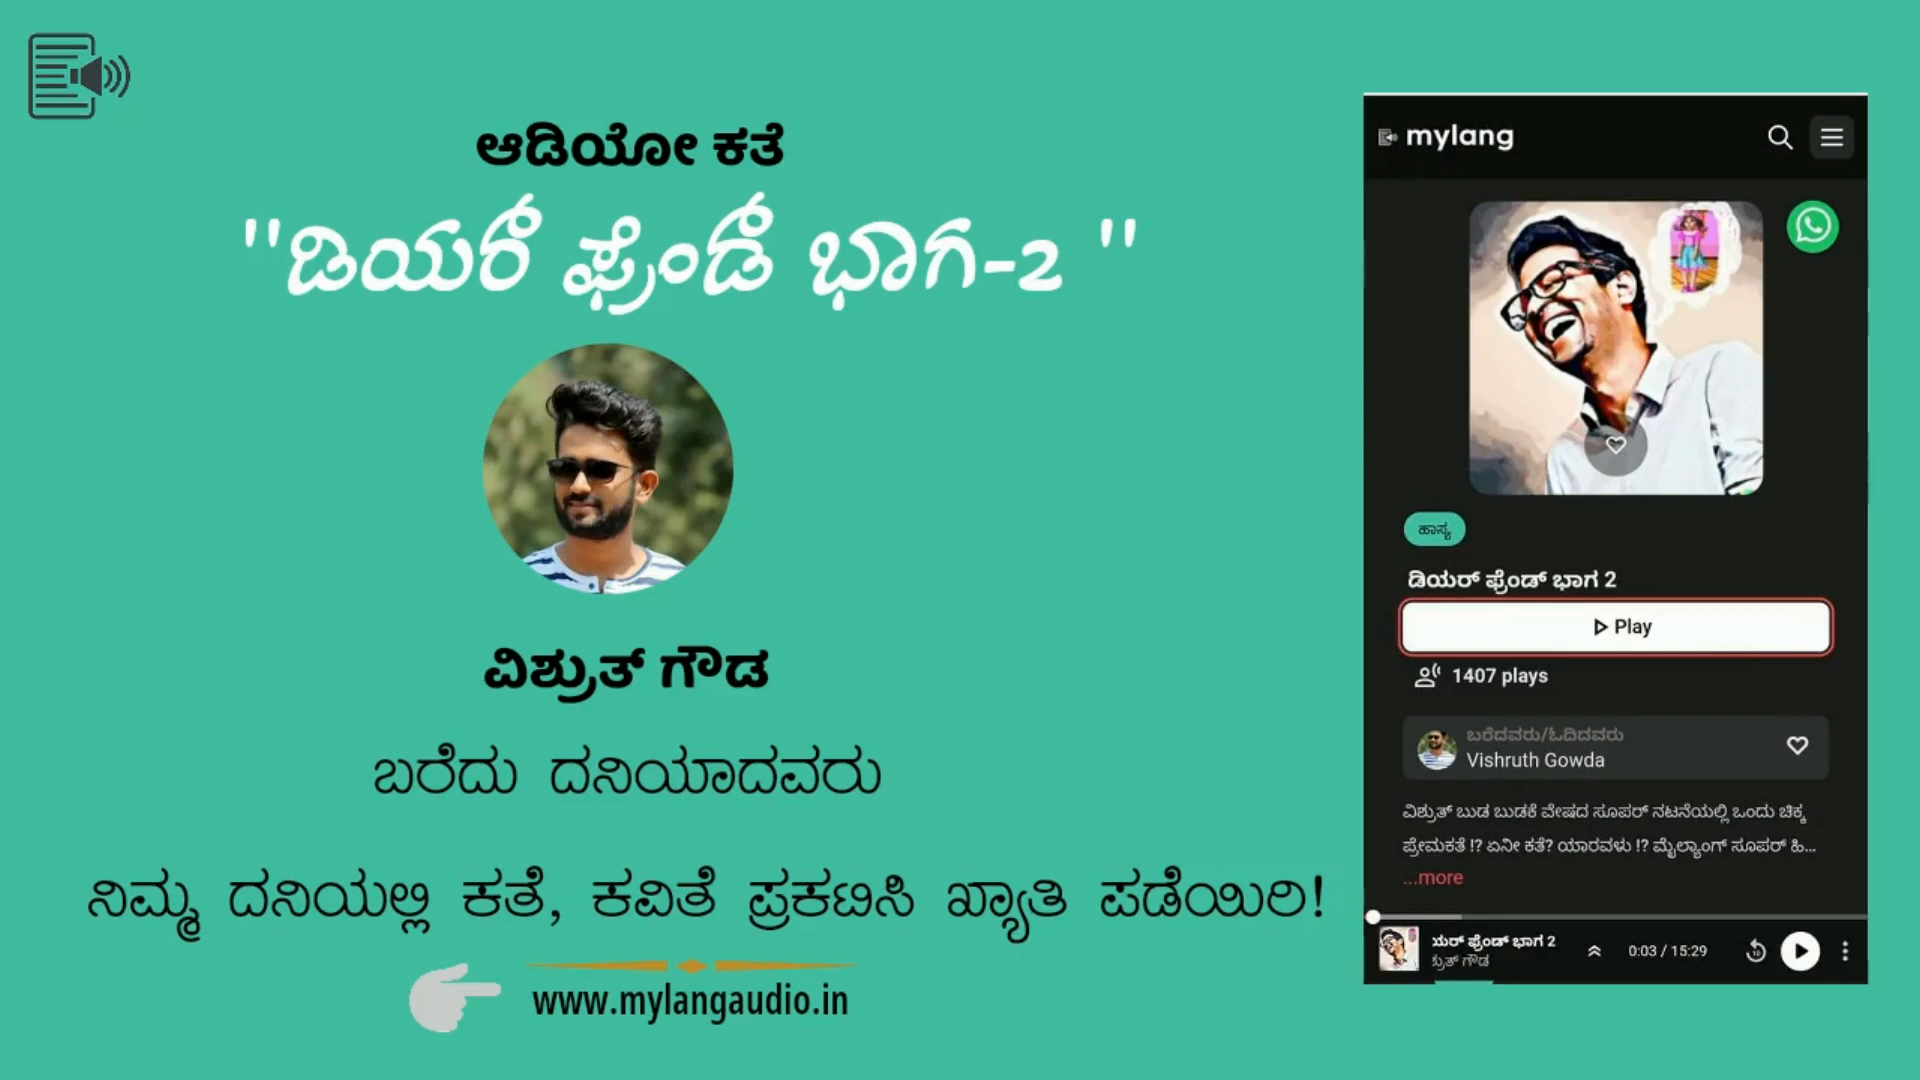 ಆಡಿಯೋ ಕತೆ
"ಡಿಯರ್ ಫ್ರೆಂಡ್ ಭಾಗ-2 "
ವಿಶ್ರುತ್ ಗೌಡ
ಬರೆದು ದನಿಯಾದವರು
ನಿಮ್ಮ ದನಿಯಲ್ಲಿ ಕತೆ, ಕವಿತೆ ಪ್ರಕಟಿಸಿ ಖ್ಯಾತಿ ಪಡೆಯಿರಿ!
www.mylangaudio.in
mylang
ಹಾಸ್ಯ
ಡಿಯರ್ ಫ್ರೆಂಡ್ ಭಾಗ 2
Play
1407 plays
ಬರೆದವರು/ಓದಿದವರು
Vishruth Gowda
ವಿಶ್ರುತ್ ಬುಡ ಬುಡಕೆ ವೇಷದ ಸೂಪರ್ ನಟನೆಯಲ್ಲಿ ಒಂದು ಚಿಕ್ಕ
ಪ್ರೇಮಕತೆ !? ಏನೀ ಕತೆ? ಯಾರವಳು !? ಮೈಲ್ಯಾಂಗ್ ಸೂಪರ್ ಹಿ...
...more
ಯರ್ ಫ್ರೆಂಡ್ ಭಾಗ 2
ಶ್ರುತ್ ಗೌಡ
0:03 / 15:29
10